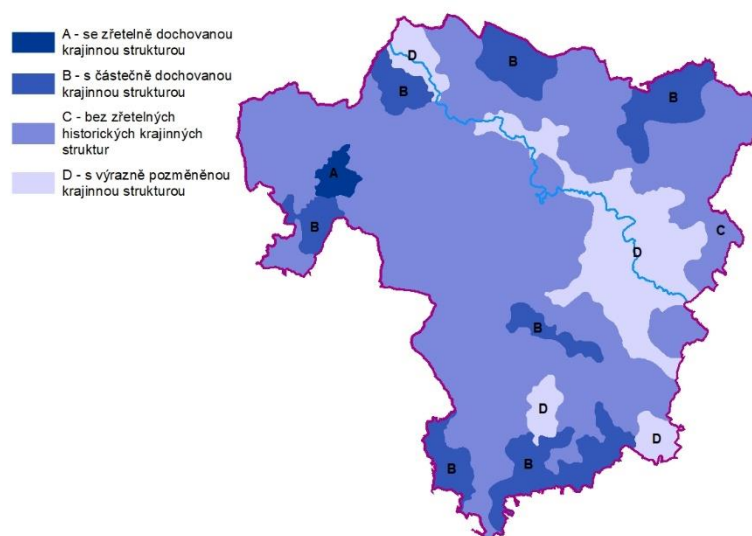 A - se zřetelně dochovanou
krajinnou strukturou
B - s částečně dochovanou
krajinnou strukturou
C - bez zřetelných
historických krajinných
struktur
D - s výrazně pozměněnou
krajinnou strukturou
D
B
B
B
A
B
C
D
B
D
D
B
B